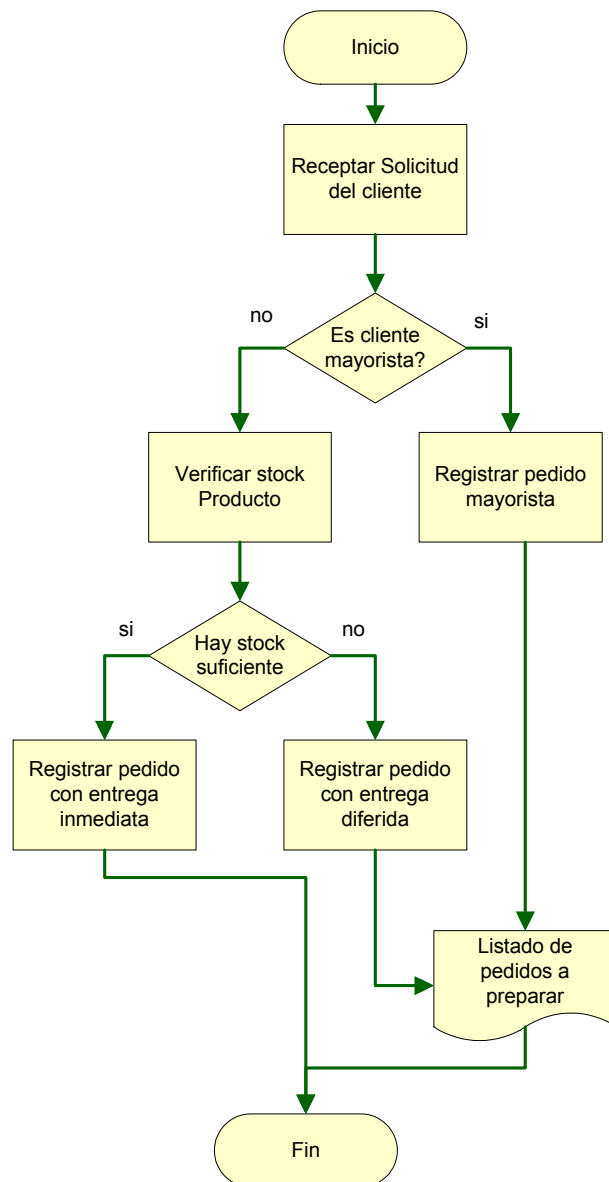 Inicio
Receptar Solicitud
del cliente
no
si
Es cliente
mayorista?
Verificar stock
Producto
Registrar pedido
mayorista
si
no
Hay stock
suficiente
Registrar pedido
con entrega
inmediata
Registrar pedido
con entrega
diferida
Listado de
pedidos a
preparar
Fin